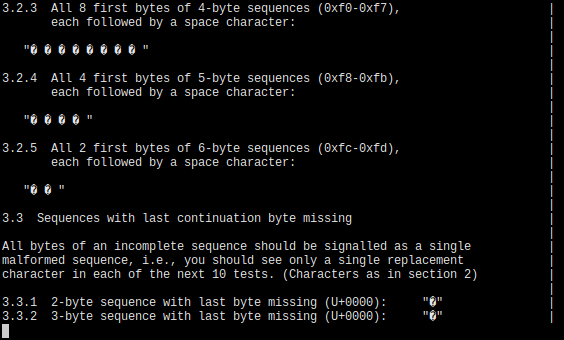 3.2.3  All 8 first bytes of 4-byte sequences (0xf0-0xf7),                     |
       each followed by a space character:                                    |
                                                                              |
   "� � � � � � � � "                                                         |
                                                                              |
3.2.4  All 4 first bytes of 5-byte sequences (0xf8-0xfb),                     |
       each followed by a space character:                                    |
                                                                              |
   "� � � � "                                                                 |
                                                                              |
3.2.5  All 2 first bytes of 6-byte sequences (0xfc-0xfd),                     |
       each followed by a space character:                                    |
                                                                              |
   "� � "                                                                     |
                                                                              |
3.3  Sequences with last continuation byte missing                            |
                                                                              |
All bytes of an incomplete sequence should be signalled as a single           |
malformed sequence, i.e., you should see only a single replacement            |
character in each of the next 10 tests. (Characters as in section 2)          |
                                                                              |
3.3.1  2-byte sequence with last byte missing (U+0000):     "�"               |
3.3.2  3-byte sequence with last byte missing (U+0000):     "�"               |